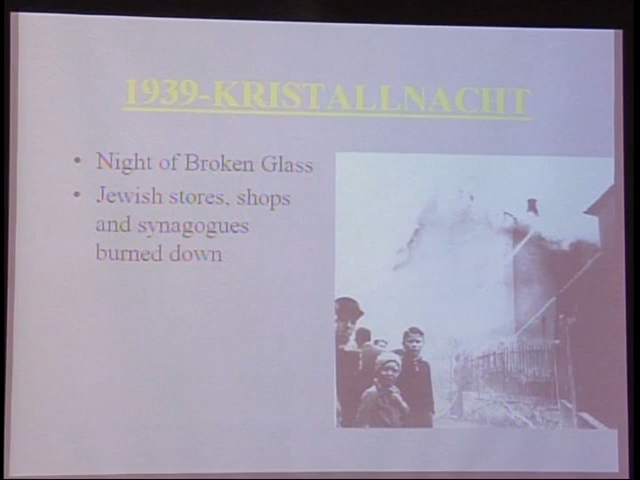 1939-KRISTALLNACHT
• Night of Broken Glass
• Jewish stores, shops
and synagogues
burned down